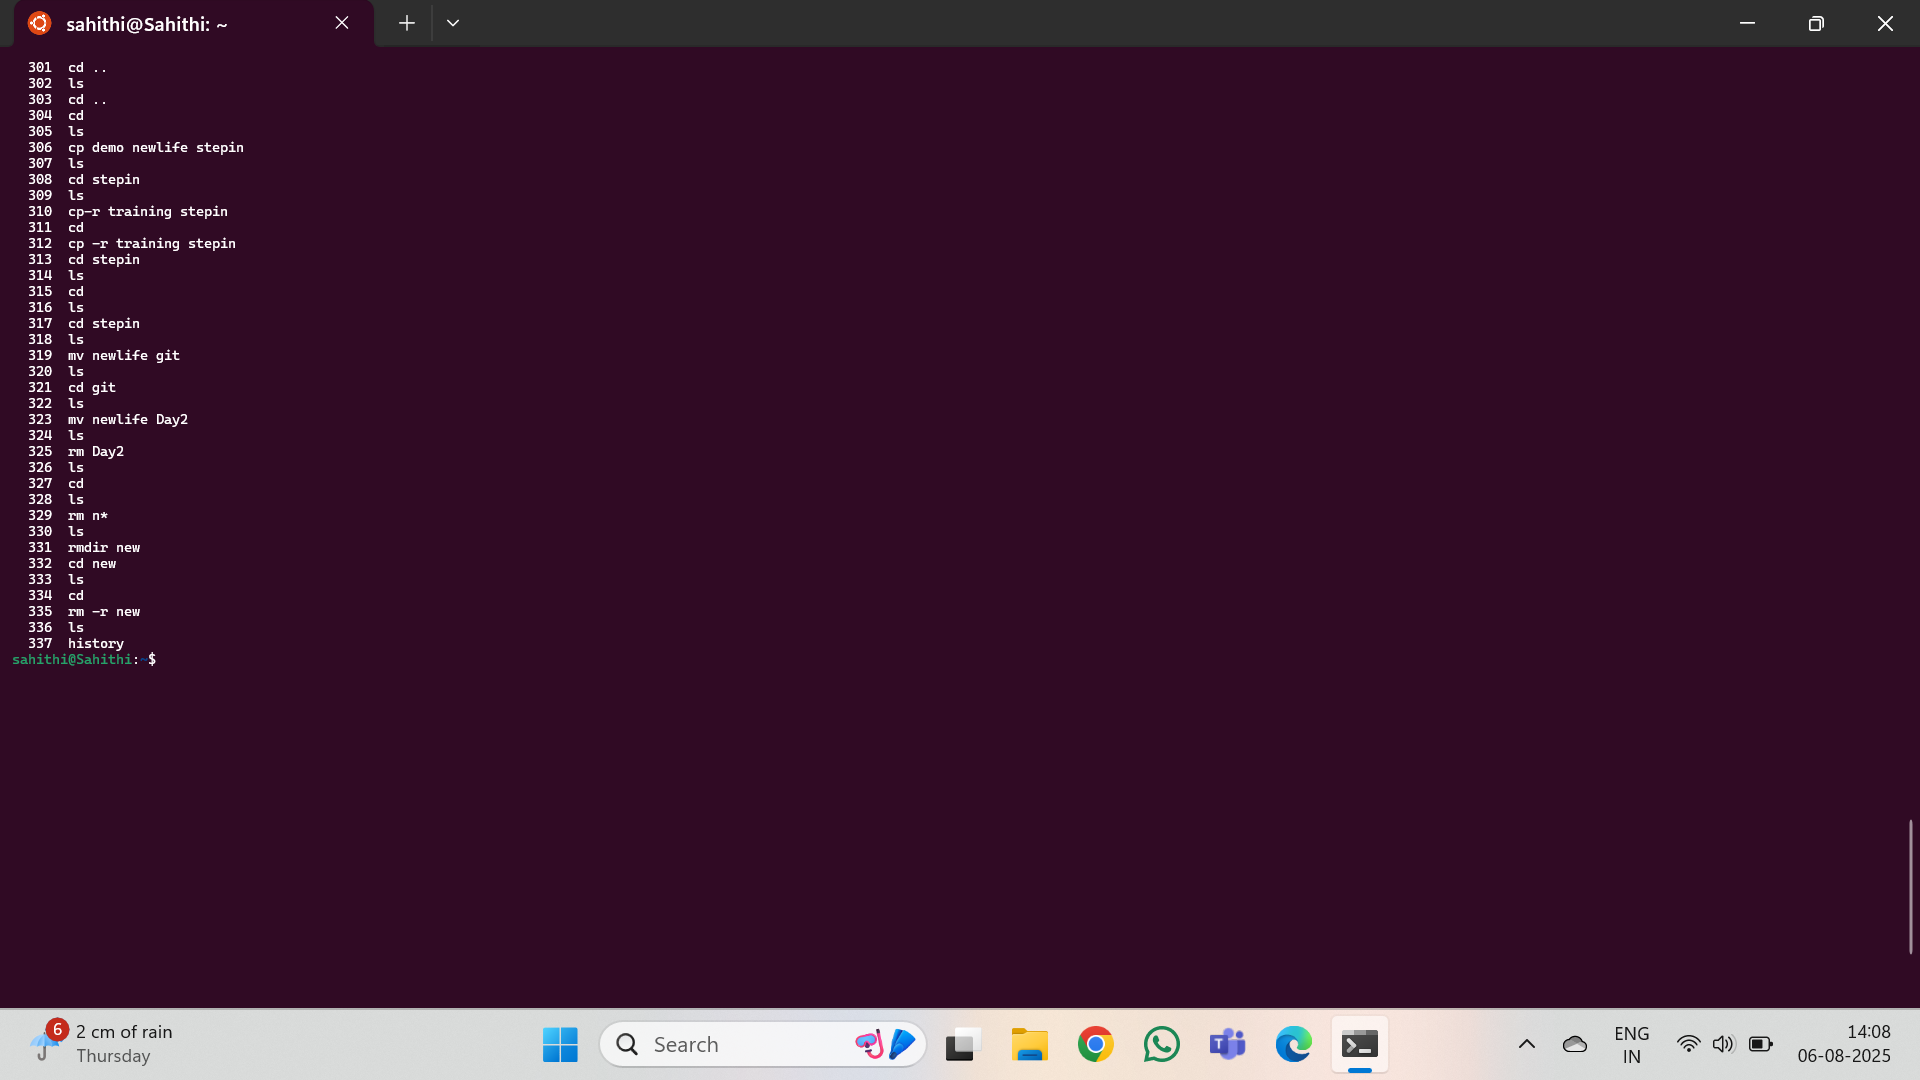 sahithi@Sahithi: ~
301 cd ..
302 ls
303 cd ..
304 cd
305 ls
306 cp demo newlife stepin
307 ls
308 cd stepin
309 ls
310 cp-r training stepin
311 cd
312 cp -r training stepin
313 cd stepin
314 ls
315 cd
316 ls
317 cd stepin
318 ls
319 mv newlife git
320 ls
321 cd git
322 ls
323 mv newlife Day2
324 ls
325 rm Day2
326 ls
327 cd
328 ls
329 rm n*
330 ls
331 rmdir new
332 cd new
333 ls
334 cd
335 rm -r new
336 ls
337 history
sahithi@Sahithi:~$
6
2 cm of rain
Thursday
Search
T
ENG
IN
14:08
06-08-2025